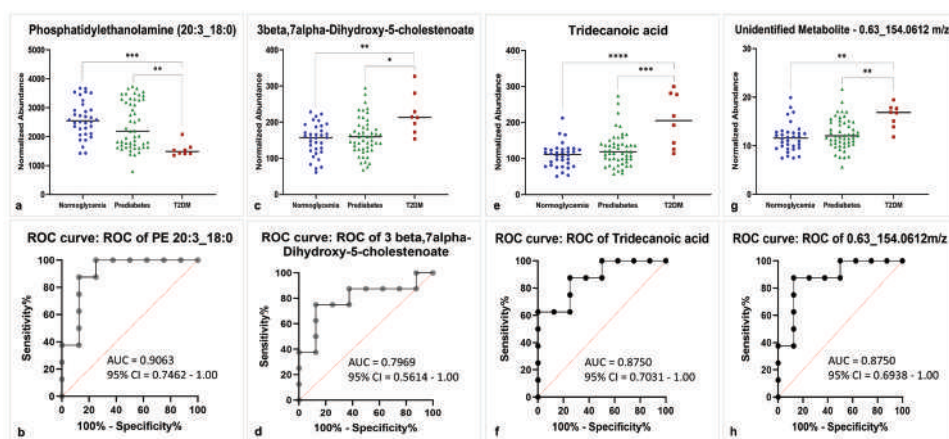 Phosphatidylethanolamine (20:3_18:0)
***
**
Normalized Abundance
5000
4000
3000
2000
1000
0
Normoglycemia Prediabetes T2DM
a
3beta,7alpha-Dihydroxy-5-cholestenoate
**
*
Normalized Abundance
400
300
200
100
0
Normoglycemia Prediabetes T2DM
c
Tridecanoic acid
****
***
Normalized Abundance
400
300
200
100
0
Normoglycemia Prediabetes T2DM
e
Unidentified Metabolite - 0.63_154.0612 m/z
**
**
Normalized Abundance
30
20
10
0
Normoglycemia Prediabetes T2DM
g
ROC curve: ROC of PE 20:3_18:0
Sensitivity%
100
80
60
40
20
0
AUC = 0.9063
95% CI = 0.7462 - 1.00
0 20 40 60 80 100
100% - Specificity%
b
ROC curve: ROC of 3 beta,7alpha-
Dihydroxy-5-cholestenoate
Sensitivity%
100
80
60
40
20
0
AUC = 0.7969
95% CI = 0.5614 - 1.00
0 20 40 60 80 100
100% - Specificity%
d
ROC curve: ROC of Tridecanoic acid
Sensitivity%
100
80
60
40
20
0
AUC = 0.8750
95% CI = 0.7031 - 1.00
0 20 40 60 80 100
100% - Specificity%
f
ROC curve: ROC of 0.63_154.0612m/z
Sensitivity%
100
80
60
40
20
0
AUC = 0.8750
95% CI = 0.6938 - 1.00
0 20 40 60 80 100
100% - Specificity%
h